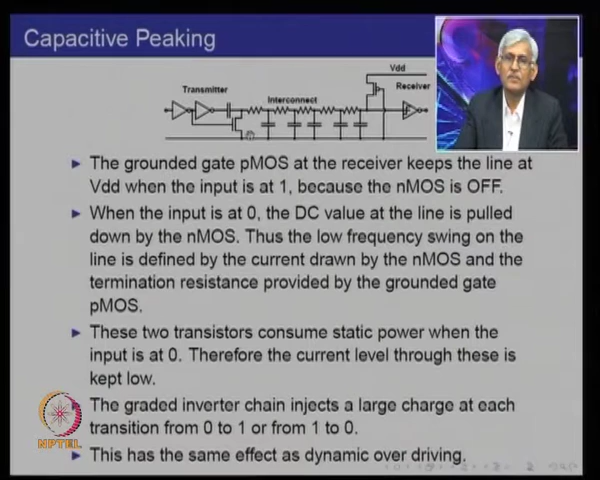 Capacitive Peaking
Vdd
Transmitter
Interconnect
Receiver
The grounded gate pMOS at the receiver keeps the line at
Vdd when the input is at 1, because the nMOS is OFF.
When the input is at 0, the DC value at the line is pulled
down by the nMOS. Thus the low frequency swing on the
line is defined by the current drawn by the nMOS and the
termination resistance provided by the grounded gate
pMOS.
These two transistors consume static power when the
input is at 0. Therefore the current level through these is
kept low.
The graded inverter chain injects a large charge at each
transition from 0 to 1 or from 1 to 0.
NPTEL
This has the same effect as dynamic over driving.